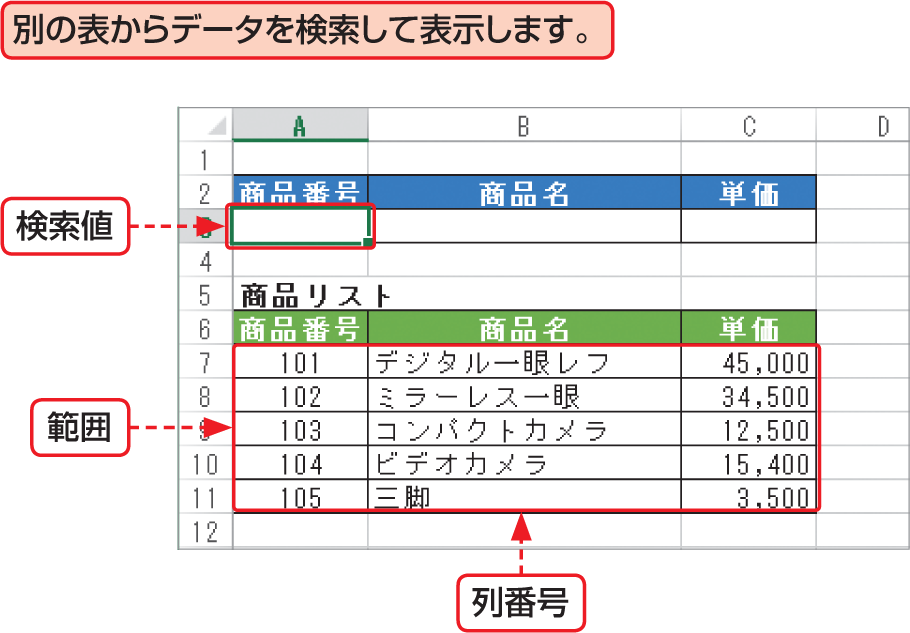 別の表からデータを検索して表示します。
A B C D
1
2 商品番号 商品名 単価
検索値 3
4
5 商品リスト
6 商品番号 商品名 単価
7 101 デジタル一眼レフ 45,000
8 102 ミラーレス一眼 34,500
範囲 9 103 コンパクトカメラ 12,500
10 104 ビデオカメラ 15,400
11 105 三脚 3,500
12
列番号